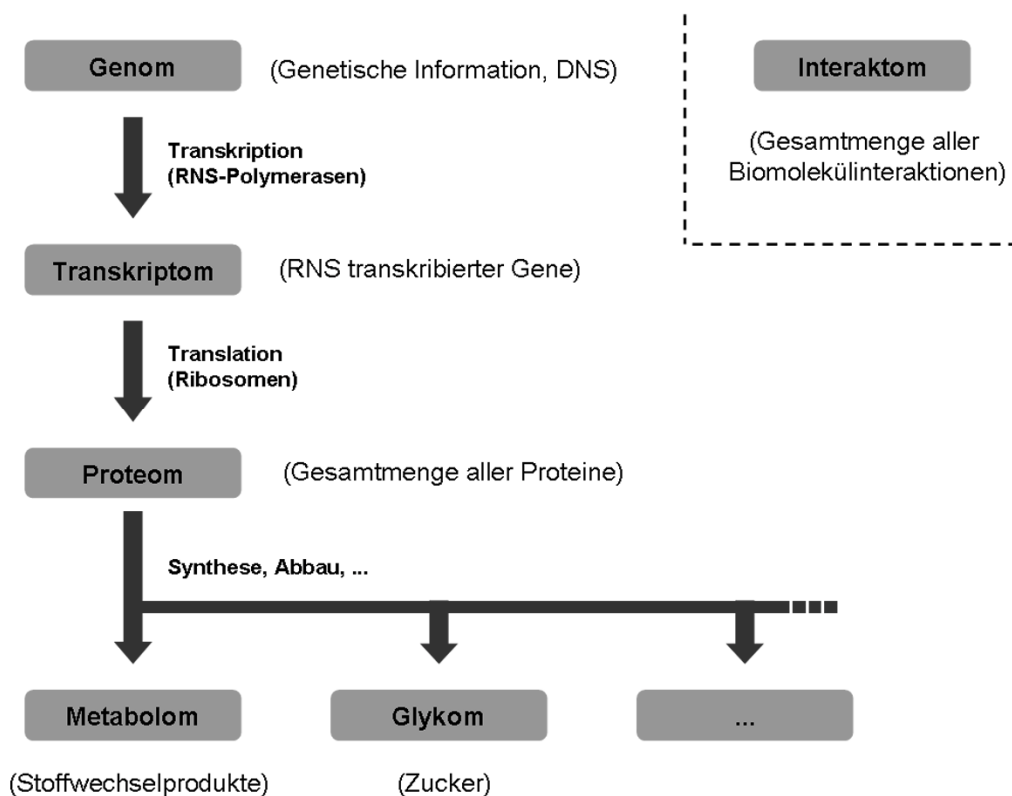 Genom
(Genetische Information, DNS)
Interaktom
(Gesamtmenge aller
Biomolekülinteraktionen)
Transkription
(RNS-Polymerasen)
Transkriptom
(RNS transkribierter Gene)
Translation
(Ribosomen)
Proteom
(Gesamtmenge aller Proteine)
Synthese, Abbau, ...
Metabolom
Glykom
...
(Stoffwechselprodukte)
(Zucker)